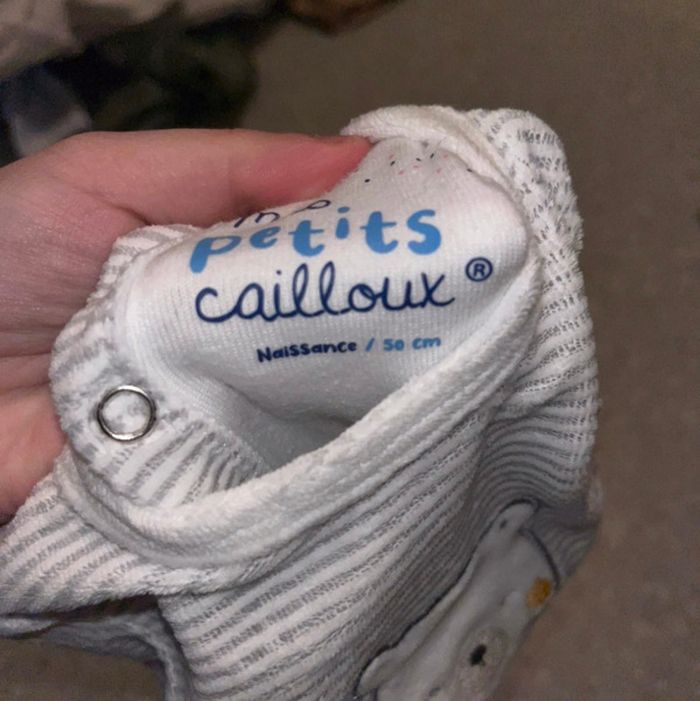 petits
cailloux ®
Naissance / 50 cm